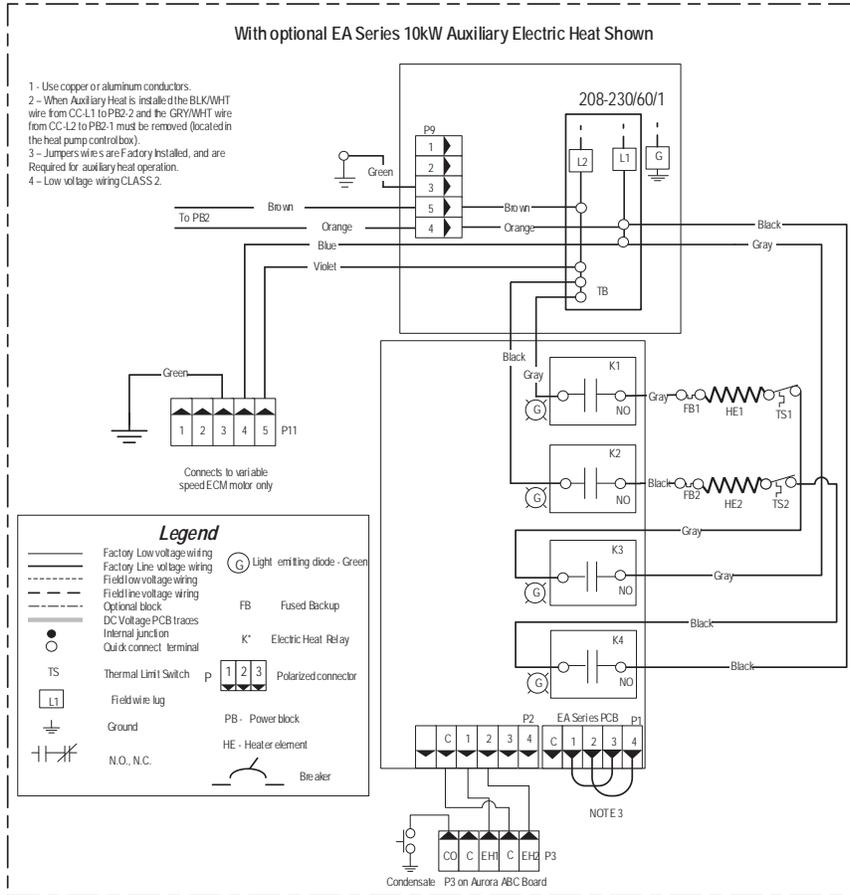 With optional EA Series 10kW Auxiliary Electric Heat Shown
1 - Use copper or aluminum conductors.
2 – When Auxiliary Heat is installed the BLK/WHT
wire from CC-L1 to PB2-2 and the GRY/WHT wire
from CC-L2 to PB2-1 must be removed (located in
the heat pump control box).
3 – Jumpers wires are Factory Installed, and are
Required for auxiliary heat operation.
4 – Low voltage wiring CLASS 2.
208-230/60/1
P9
1
2
3
5
4
Green
L2
L1
G
To PB2
Brown
Orange
Brown
Orange
Blue
Violet
Black
Gray
TB
Black
Gray
Green
1 2 3 4 5 P11
Connects to variable
speed ECM motor only
K1
G
NO
Gray
FB1
HE1
TS1
K2
G
NO
Black
FB2
HE2
TS2
Gray
K3
G
NO
Gray
Black
K4
G
NO
Black
Legend
Factory Low voltage wiring
Factory Line voltage wiring
Field low voltage wiring
Field line voltage wiring
Optional block
DC Voltage PCB traces
Internal junction
Quick connect terminal
TS Thermal Limit Switch
L1 Field wire lug
Ground
N.O., N.C.
G Light emitting diode - Green
FB Fused Backup
K* Electric Heat Relay
P 1 2 3 Polarized connector
PB - Power block
HE - Heater element
Breaker
P2
C 1 2 3 4
EA Series PCB P1
C 1 2 3 4
NOTE 3
CO C EH1 C EH2 P3
Condensate P3 on Aurora ABC Board